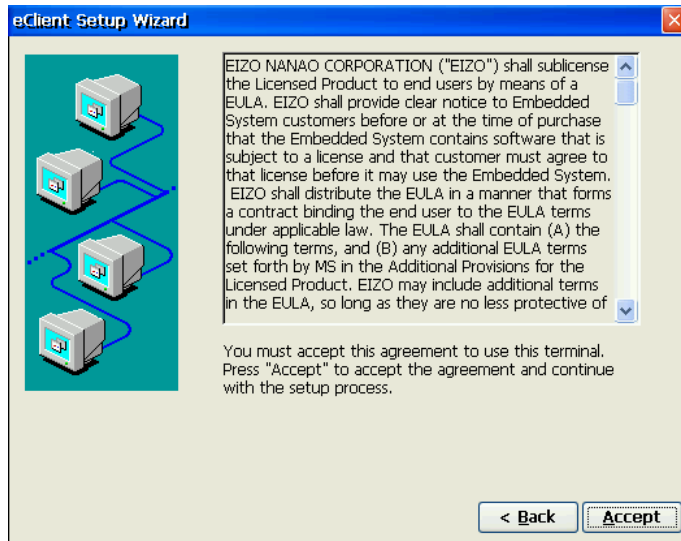 eClient Setup Wizard
EIZO NANAO CORPORATION ("EIZO") shall sublicense
the Licensed Product to end users by means of a
EULA. EIZO shall provide clear notice to Embedded
System customers before or at the time of purchase
that the Embedded System contains software that is
subject to a license and that customer must agree to
that license before it may use the Embedded System.
EIZO shall distribute the EULA in a manner that forms
a contract binding the end user to the EULA terms
under applicable law. The EULA shall contain (A) the
following terms, and (B) any additional EULA terms
set forth by MS in the Additional Provisions for the
Licensed Product. EIZO may include additional terms
in the EULA, so long as they are no less protective of
You must accept this agreement to use this terminal.
Press "Accept" to accept the agreement and continue
with the setup process.
< Back
Accept